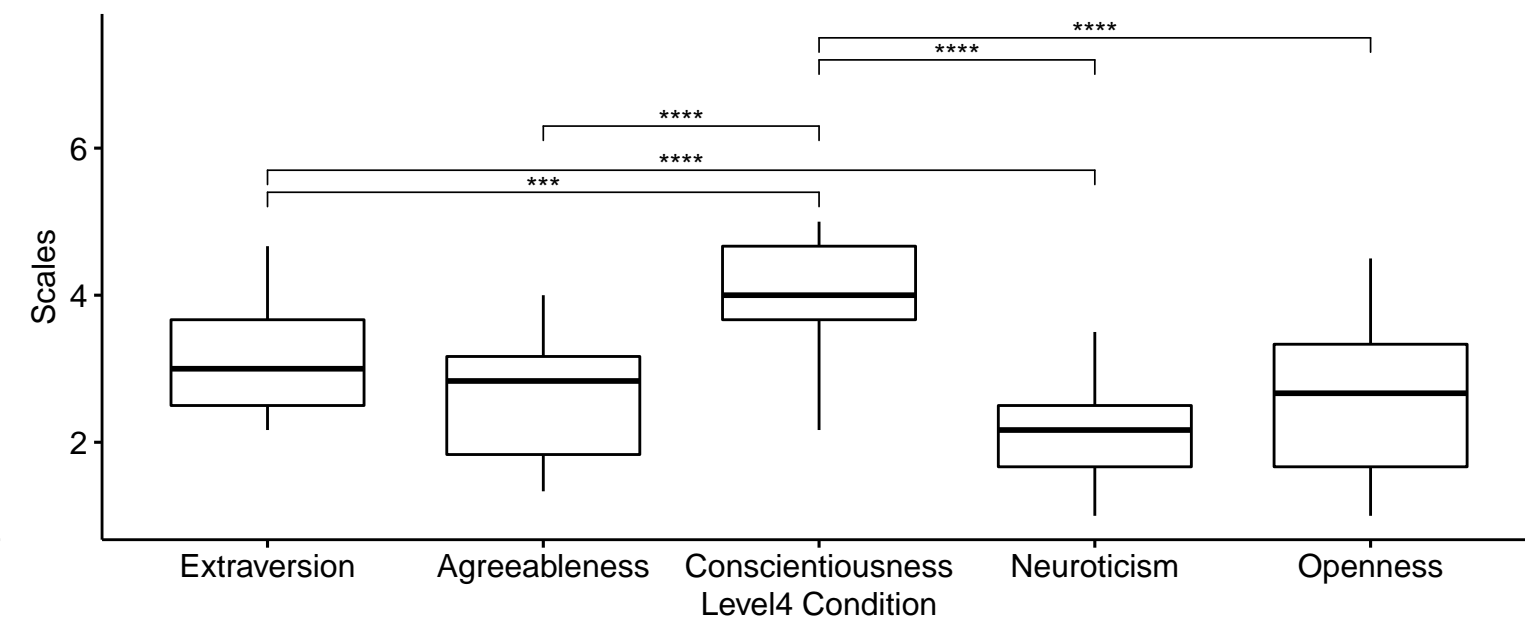 ****
****
****
****
***
6
4
2
Scales
Extraversion Agreeableness Conscientiousness Neuroticism Openness
Level4 Condition